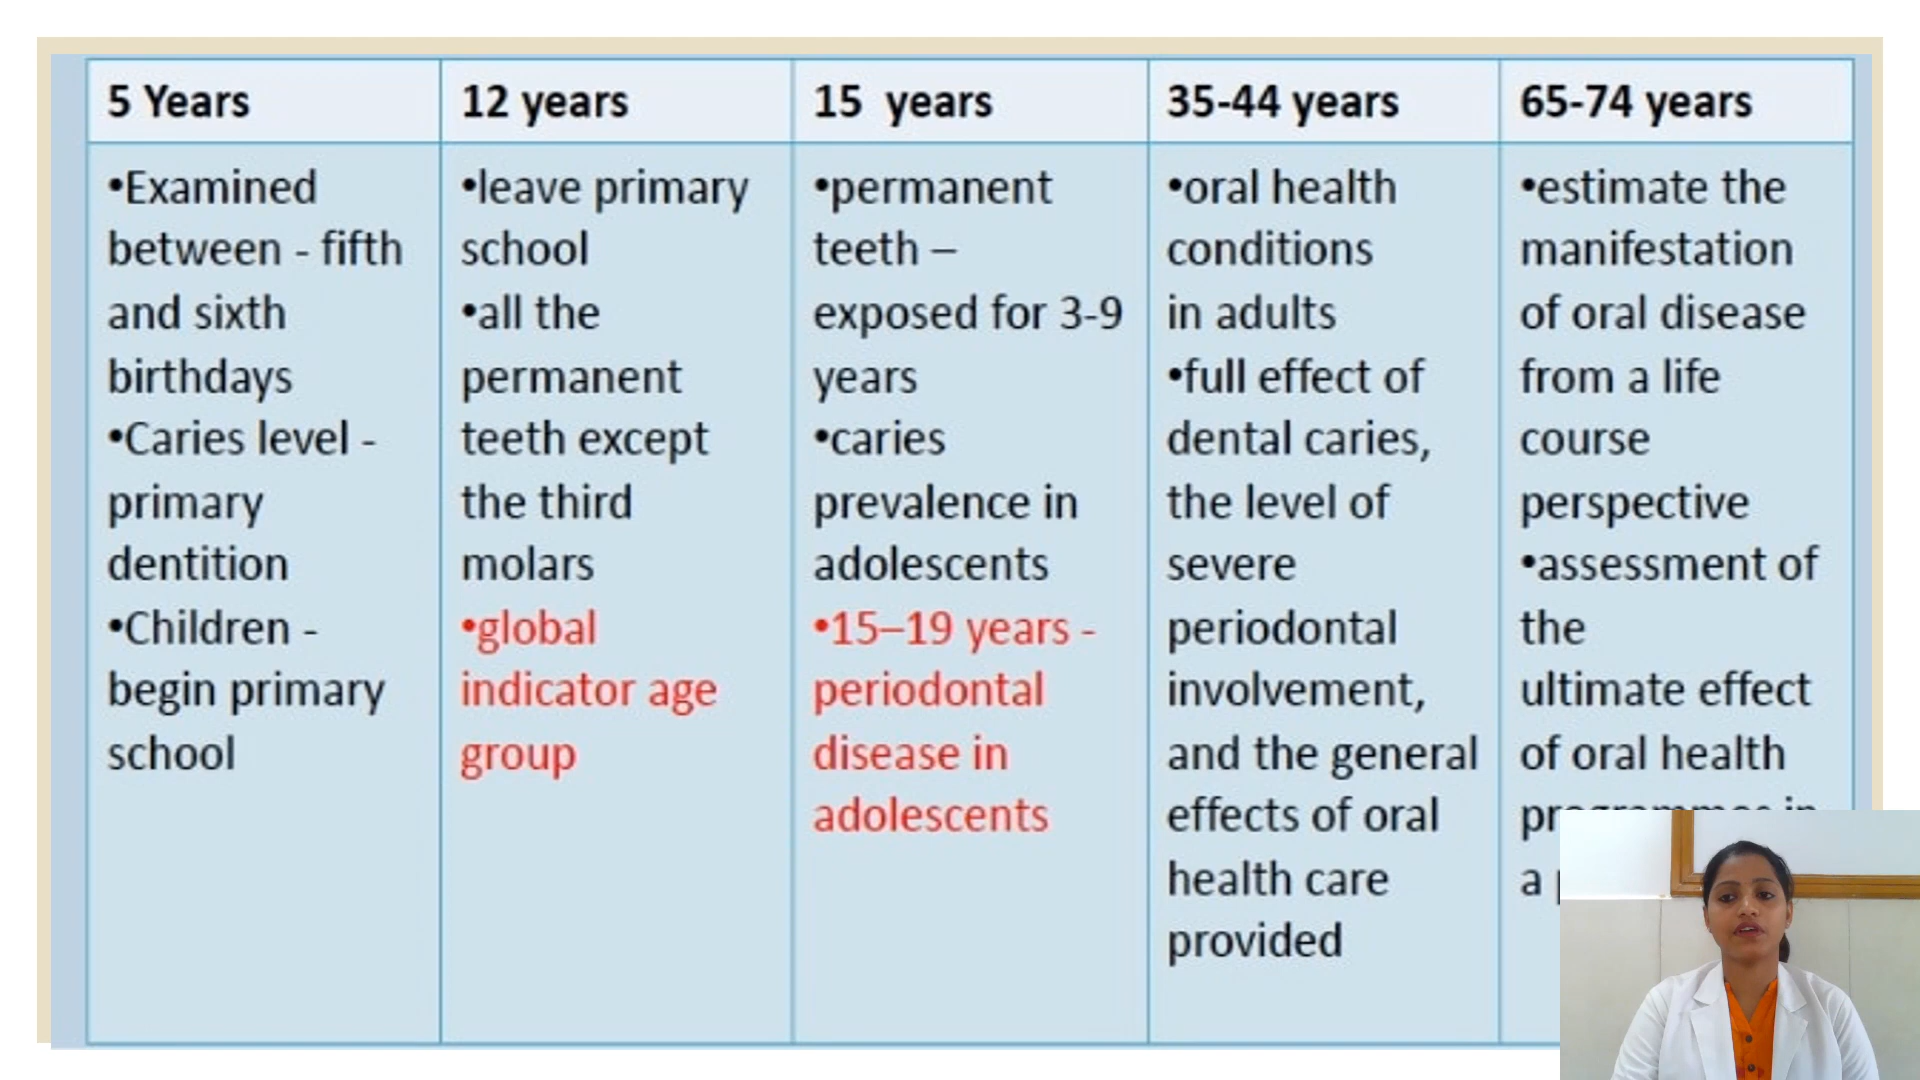 5 Years
•Examined
between - fifth
and sixth
birthdays
•Caries level -
primary
dentition
•Children -
begin primary
school
12 years
•leave primary
school
•all the
permanent
teeth except
the third
molars
•global
indicator age
group
15  years
•permanent
teeth –
exposed for 3-9
years
•caries
prevalence in
adolescents
•15–19 years -
periodontal
disease in
adolescents
35-44 years
•oral health
conditions
in adults
•full effect of
dental caries,
the level of
severe
periodontal
involvement,
and the general
effects of oral
health care
provided
65-74 years
•estimate the
manifestation
of oral disease
from a life
course
perspective
•assessment of
the
ultimate effect
of oral health
programmes in
a